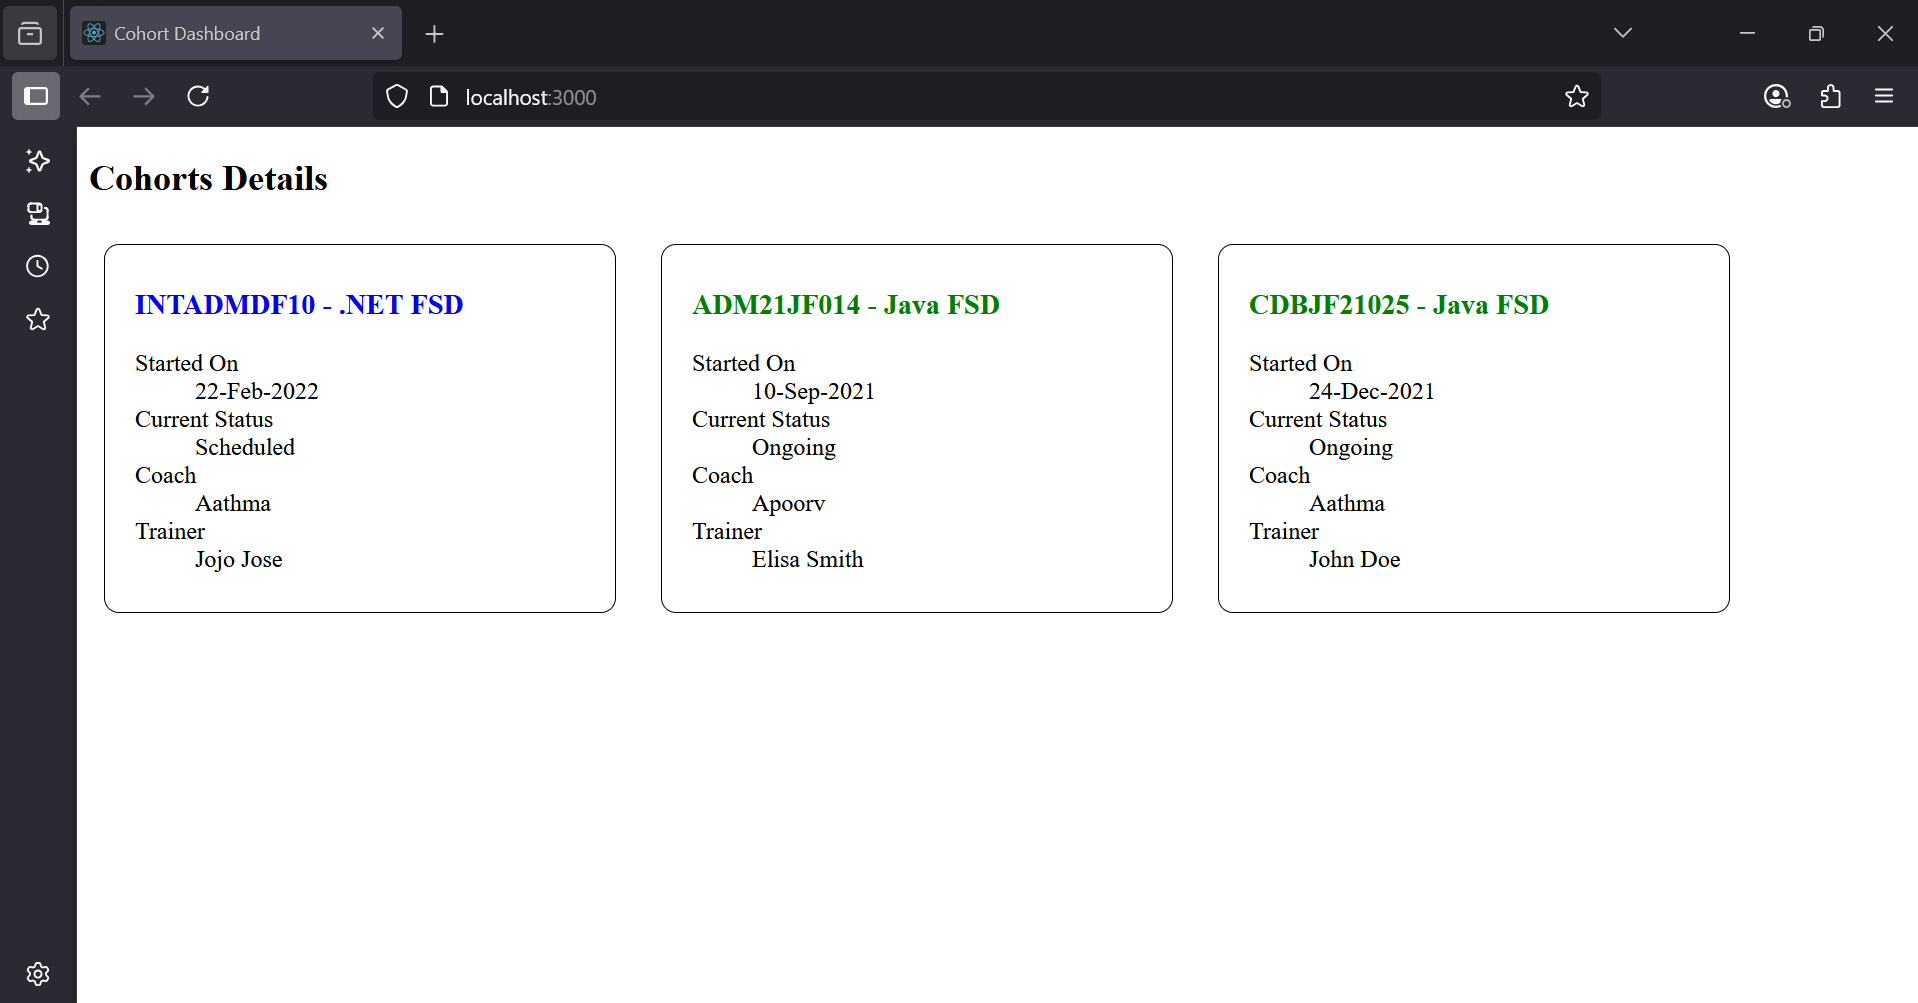 Cohort Dashboard
localhost:3000
Cohorts Details
INTADMDF10 - .NET FSD
Started On
22-Feb-2022
Current Status
Scheduled
Coach
Aathma
Trainer
Jojo Jose
ADM21JF014 - Java FSD
Started On
10-Sep-2021
Current Status
Ongoing
Coach
Apoorv
Trainer
Elisa Smith
CDBJF21025 - Java FSD
Started On
24-Dec-2021
Current Status
Ongoing
Coach
Aathma
Trainer
John Doe